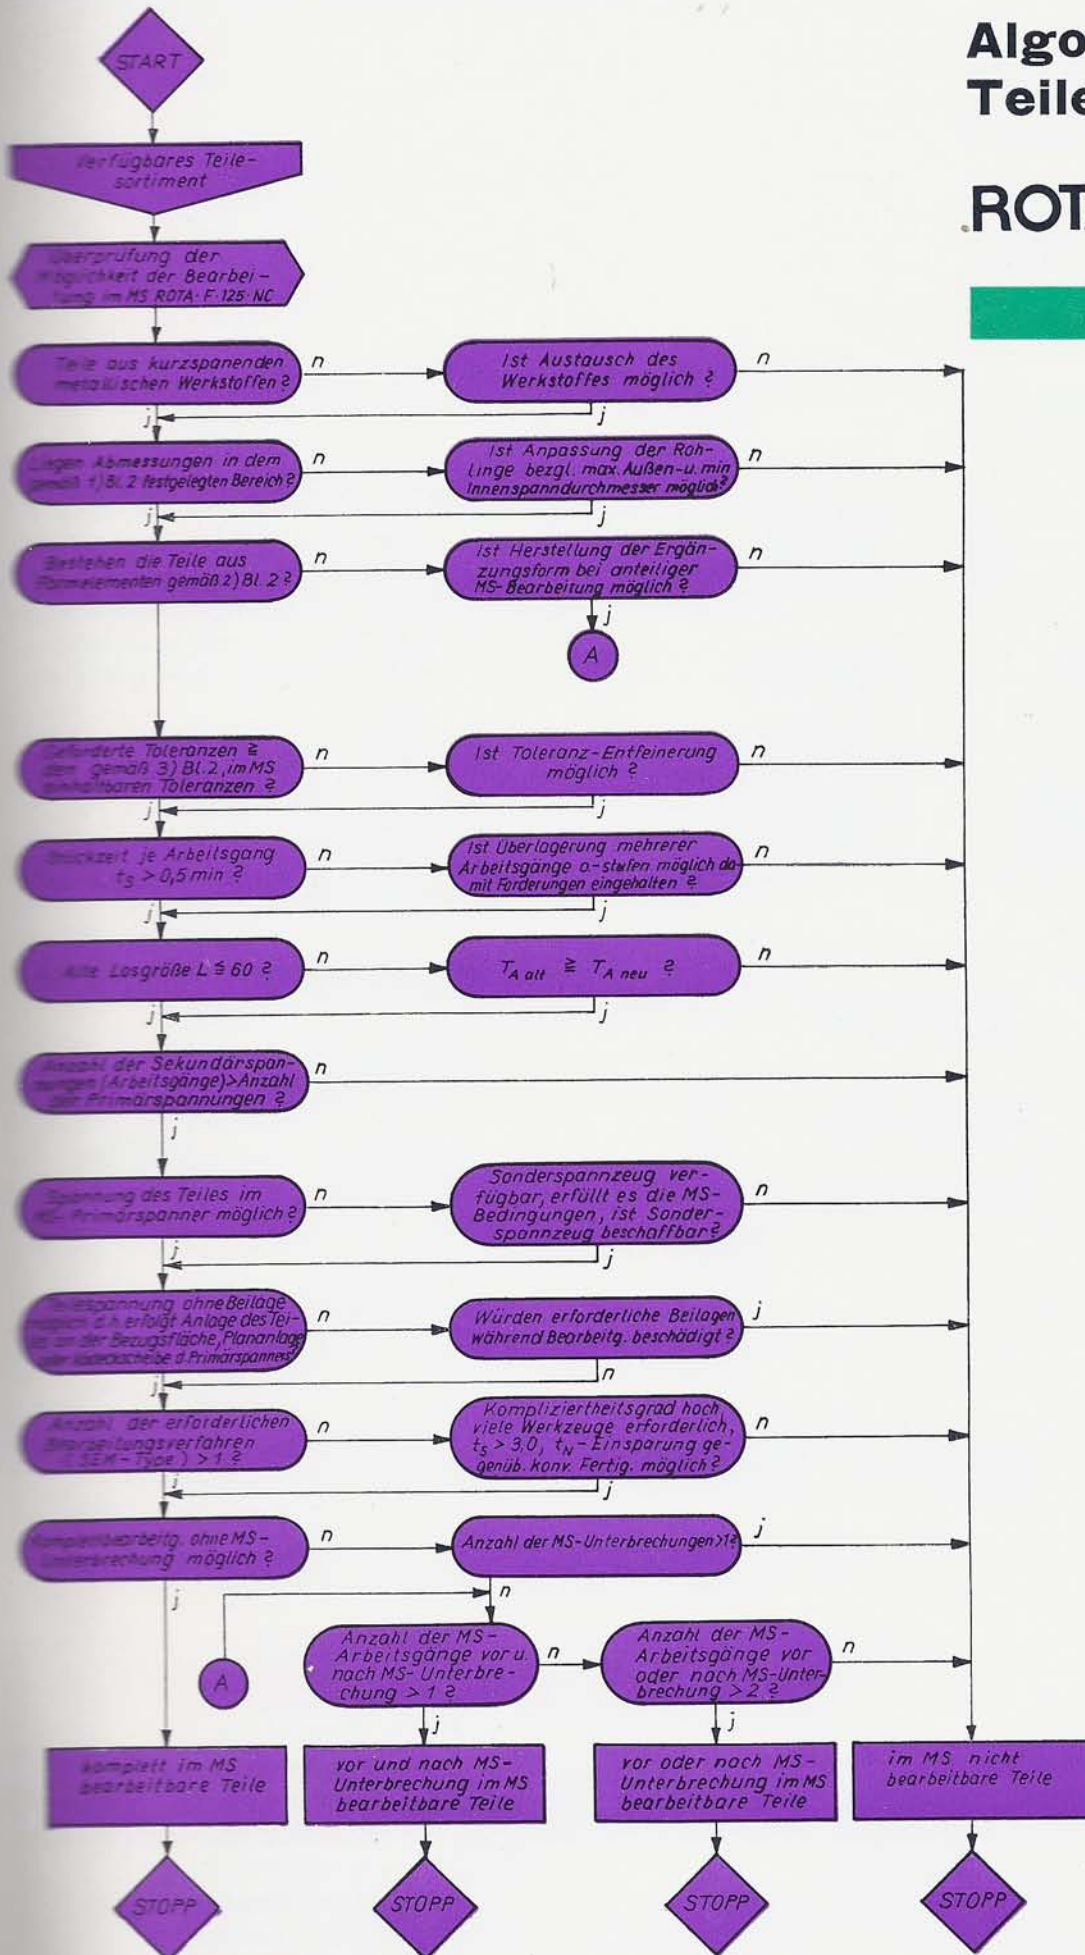 Algo
Teile
ROT
START
Verfügbares Teile-
sortiment
Überprüfung der
Möglichkeit der Bearbei-
tung im MS ROTA·F·125·NC
Teile aus kurzspanenden
metallischen Werkstoffen?
n
Ist Austausch des
Werkstoffes möglich?
n
j
j
Liegen Abmessungen in dem
gemäß 1) Bl. 2 festgelegten Bereich?
n
Ist Anpassung der Roh-
linge bezgl. max. Außen- u. min
Innenspanndurchmesser möglich?
n
j
j
Bestehen die Teile aus
Formelementen gemäß 2) Bl. 2?
n
Ist Herstellung der Ergän-
zungsform bei anteiliger
MS-Bearbeitung möglich?
n
j
A
Geforderte Toleranzen ≧
den gemäß 3) Bl. 2, im MS
einhaltbaren Toleranzen?
n
Ist Toleranz-Entfeinerung
möglich?
n
j
j
Stückzeit je Arbeitsgang
tS > 0,5 min?
n
Ist Überlagerung mehrerer
Arbeitsgänge o.-stufen möglich da-
mit Forderungen eingehalten?
n
j
j
Alte Losgröße L ≦ 60?
n
TA alt ≧ TA neu ?
n
j
j
Anzahl der Sekundärspan-
nungen (Arbeitsgänge) > Anzahl
der Primärspannungen?
n
j
Spannung des Teiles im
MS-Primärspanner möglich?
n
Sonderspannzeug ver-
fügbar, erfüllt es die MS-
Bedingungen, ist Sonder-
spannzeug beschaffbar?
n
j
j
Teilespannung ohne Beilage
d.h. erfolgt Anlage des Tei-
les an der Bezugsfläche, Plananlage
oder Abdeckscheibe d. Primärspanners?
n
Würden erforderliche Beilagen
während Bearbeitg. beschädigt?
j
j
n
Anzahl der erforderlichen
Bearbeitungsverfahren
(SEM-Type) > 1?
n
Kompliziertheitsgrad hoch
viele Werkzeuge erforderlich,
tS > 3,0, tN-Einsparung ge-
genüb. konv. Fertig. möglich?
n
j
j
Komplettbearbeitg. ohne MS-
Unterbrechung möglich?
n
Anzahl der MS-Unterbrechungen >1?
j
j
n
A
Anzahl der MS-
Arbeitsgänge vor u.
nach MS-Unterbre-
chung > 1?
n
Anzahl der MS-
Arbeitsgänge vor
oder nach MS-Unter-
brechung > 2?
n
j
j
komplett im MS
bearbeitbare Teile
vor und nach MS-
Unterbrechung im MS
bearbeitbare Teile
vor oder nach MS-
Unterbrechung im MS
bearbeitbare Teile
im MS nicht
bearbeitbare Teile
STOPP
STOPP
STOPP
STOPP